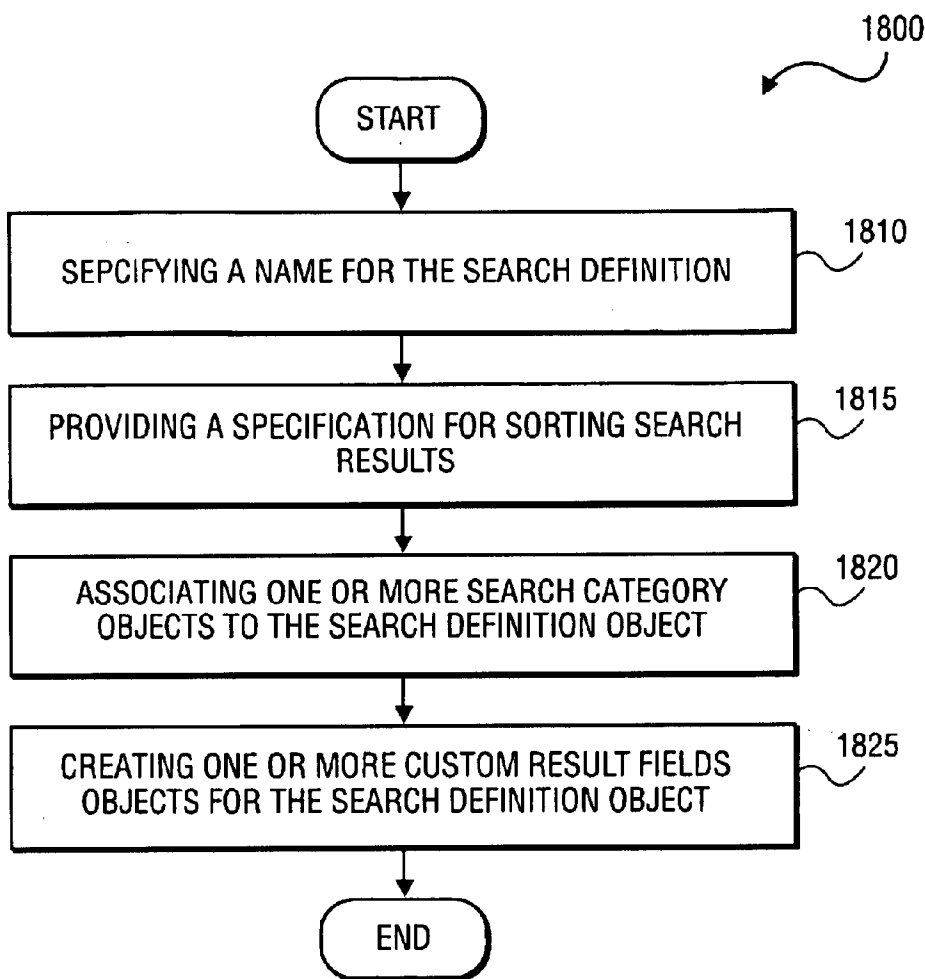 1800
START
SEPCIFYING A NAME FOR THE SEARCH DEFINITION
1810
PROVIDING A SPECIFICATION FOR SORTING SEARCH
RESULTS
1815
ASSOCIATING ONE OR MORE SEARCH CATEGORY
OBJECTS TO THE SEARCH DEFINITION OBJECT
1820
CREATING ONE OR MORE CUSTOM RESULT FIELDS
OBJECTS FOR THE SEARCH DEFINITION OBJECT
1825
END